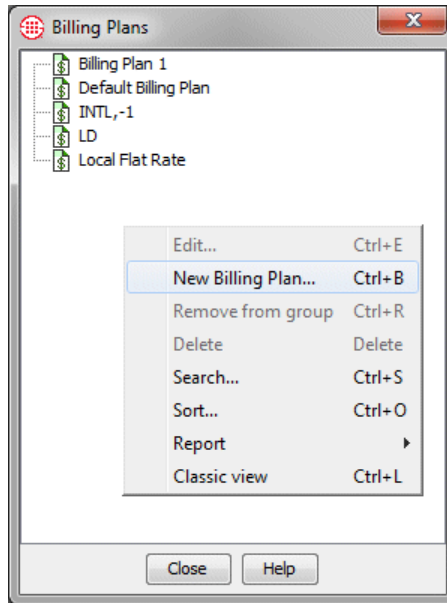 Billing Plans
Billing Plan 1
Default Billing Plan
INTL,-1
LD
Local Flat Rate
Edit... Ctrl+E
New Billing Plan... Ctrl+B
Remove from group Ctrl+R
Delete Delete
Search... Ctrl+S
Sort... Ctrl+O
Report
Classic view Ctrl+L
Close Help